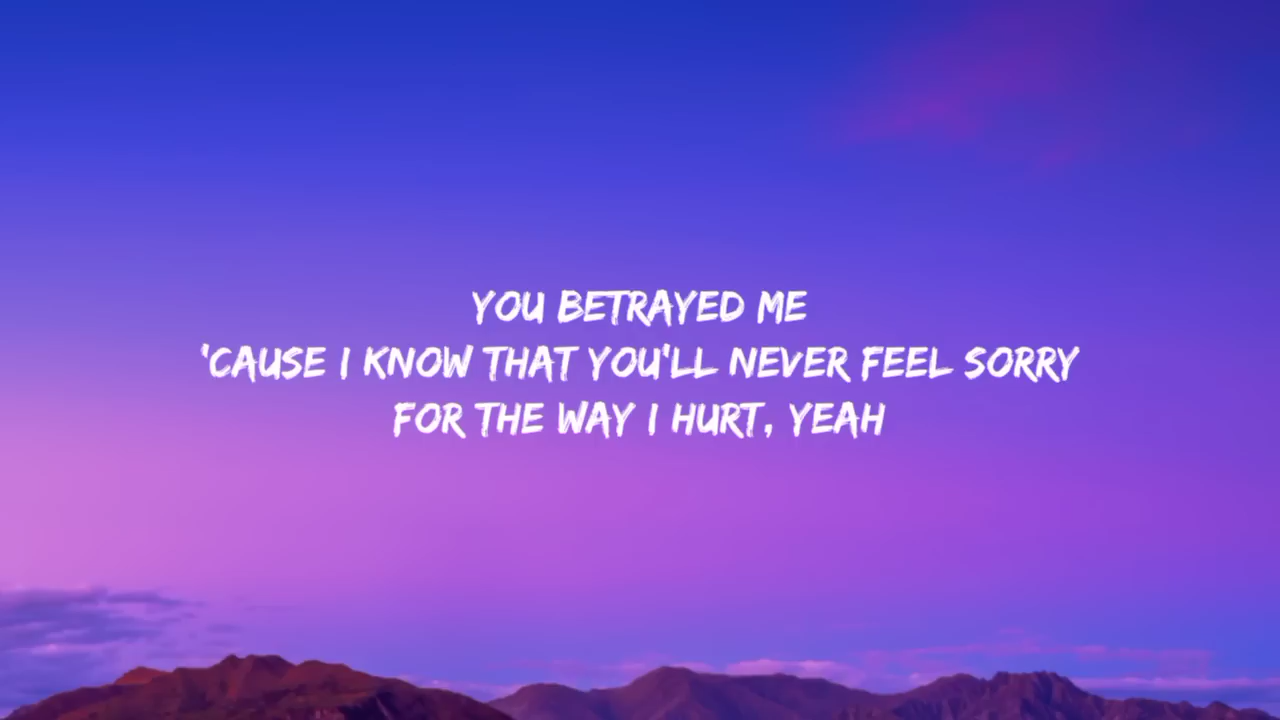 YOU BETRAYED ME
'CAUSE I KNOW THAT YOU'LL NEVER FEEL SORRY
FOR THE WAY I HURT, YEAH